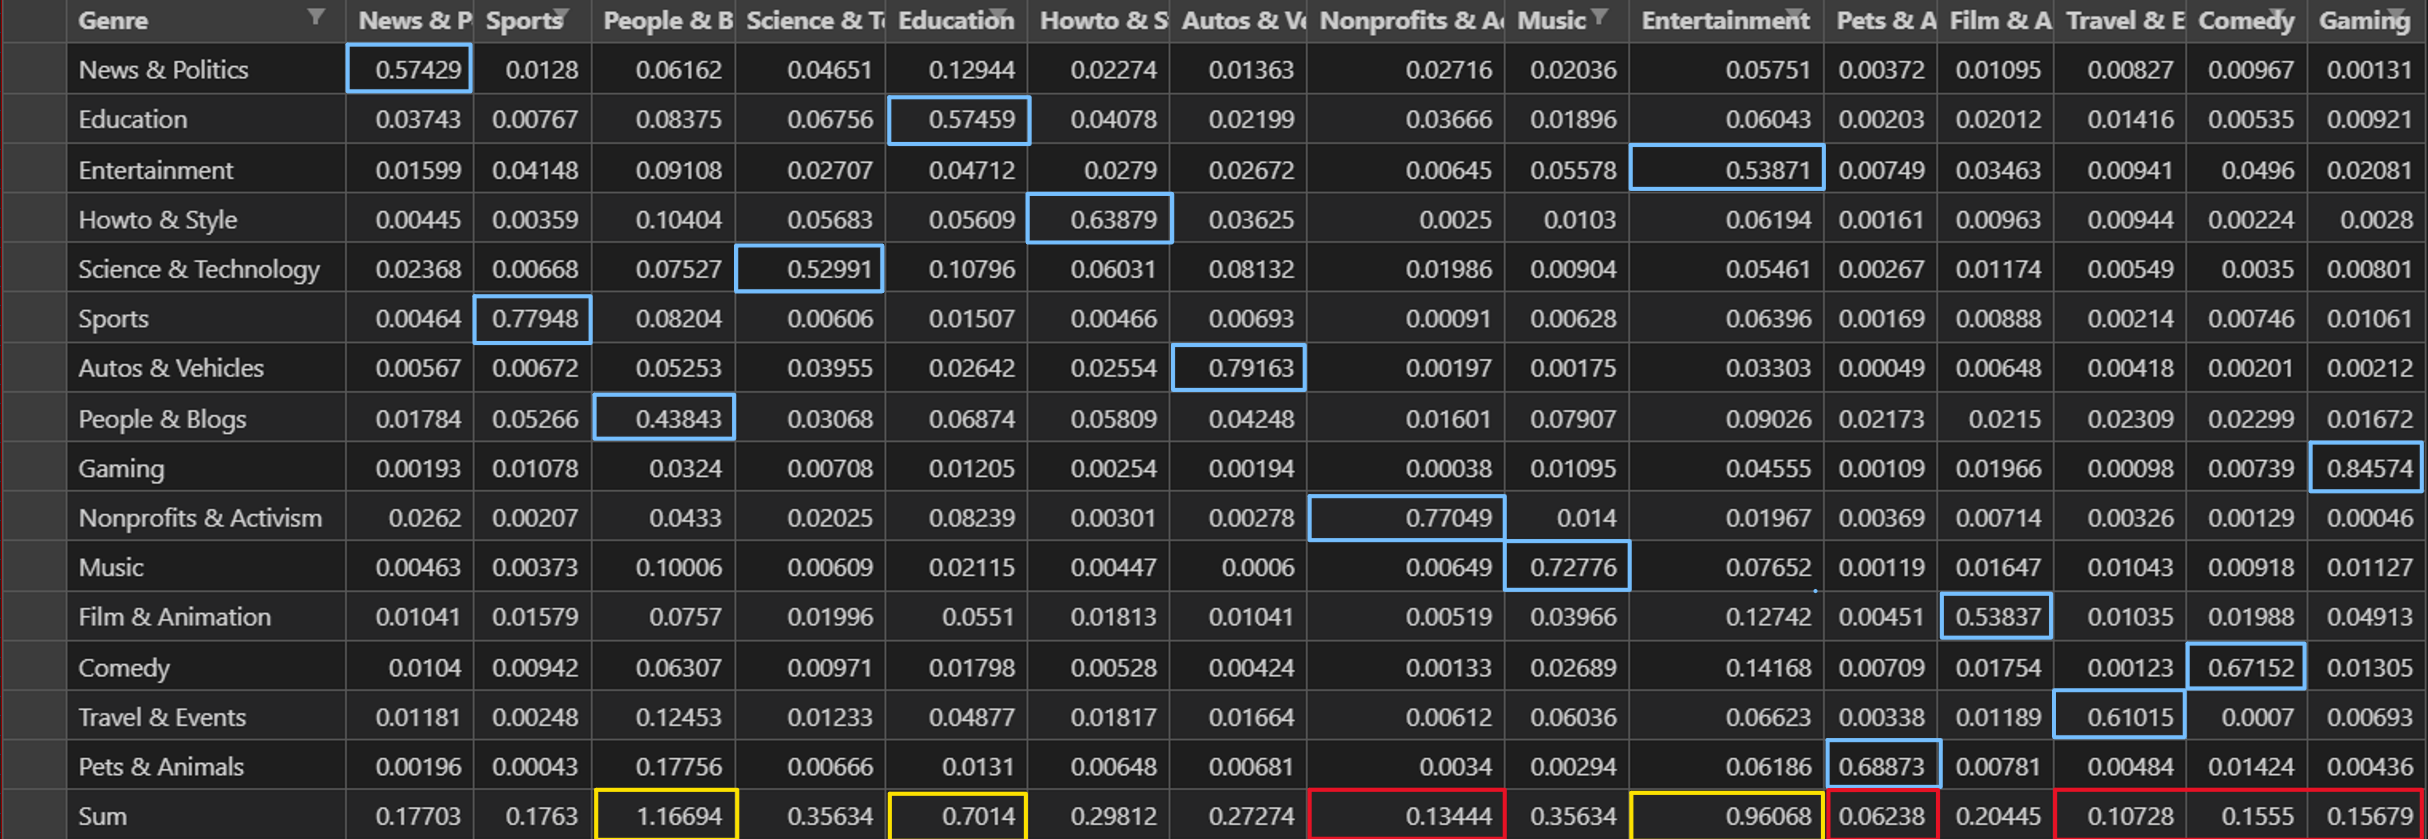 Genre News & P Sports People & B Science & Te Education Howto & S Autos & Ve Nonprofits & Ac Music Entertainment Pets & A Film & A Travel & E Comedy Gaming
News & Politics 0.57429 0.0128 0.06162 0.04651 0.12944 0.02274 0.01363 0.02716 0.02036 0.05751 0.00372 0.01095 0.00827 0.00967 0.00131
Education 0.03743 0.00767 0.08375 0.06756 0.57459 0.04078 0.02199 0.03666 0.01896 0.06043 0.00203 0.02012 0.01416 0.00535 0.00921
Entertainment 0.01599 0.04148 0.09108 0.02707 0.04712 0.0279 0.02672 0.00645 0.05578 0.53871 0.00749 0.03463 0.00941 0.0496 0.02081
Howto & Style 0.00445 0.00359 0.10404 0.05683 0.05609 0.63879 0.03625 0.0025 0.0103 0.06194 0.00161 0.00963 0.00944 0.00224 0.0028
Science & Technology 0.02368 0.00668 0.07527 0.52991 0.10796 0.06031 0.08132 0.01986 0.00904 0.05461 0.00267 0.01174 0.00549 0.0035 0.00801
Sports 0.00464 0.77948 0.08204 0.00606 0.01507 0.00466 0.00693 0.00091 0.00628 0.06396 0.00169 0.00888 0.00214 0.00746 0.01061
Autos & Vehicles 0.00567 0.00672 0.05253 0.03955 0.02642 0.02554 0.79163 0.00197 0.00175 0.03303 0.00049 0.00648 0.00418 0.00201 0.00212
People & Blogs 0.01784 0.05266 0.43843 0.03068 0.06874 0.05809 0.04248 0.01601 0.07907 0.09026 0.02173 0.0215 0.02309 0.02299 0.01672
Gaming 0.00193 0.01078 0.0324 0.00708 0.01205 0.00254 0.00194 0.00038 0.01095 0.04555 0.00109 0.01966 0.00098 0.00739 0.84574
Nonprofits & Activism 0.0262 0.00207 0.0433 0.02025 0.08239 0.00301 0.00278 0.77049 0.014 0.01967 0.00369 0.00714 0.00326 0.00129 0.00046
Music 0.00463 0.00373 0.10006 0.00609 0.02115 0.00447 0.0006 0.00649 0.72776 0.07652 0.00119 0.01647 0.01043 0.00918 0.01127
Film & Animation 0.01041 0.01579 0.0757 0.01996 0.0551 0.01813 0.01041 0.00519 0.03966 0.12742 0.00451 0.53837 0.01035 0.01988 0.04913
Comedy 0.0104 0.00942 0.06307 0.00971 0.01798 0.00528 0.00424 0.00133 0.02689 0.14168 0.00709 0.01754 0.00123 0.67152 0.01305
Travel & Events 0.01181 0.00248 0.12453 0.01233 0.04877 0.01817 0.01664 0.00612 0.06036 0.06623 0.00338 0.01189 0.61015 0.0007 0.00693
Pets & Animals 0.00196 0.00043 0.17756 0.00666 0.0131 0.00648 0.00681 0.0034 0.00294 0.06186 0.68873 0.00781 0.00484 0.01424 0.00436
Sum 0.17703 0.1763 1.16694 0.35634 0.7014 0.29812 0.27274 0.13444 0.35634 0.96068 0.06238 0.20445 0.10728 0.1555 0.15679